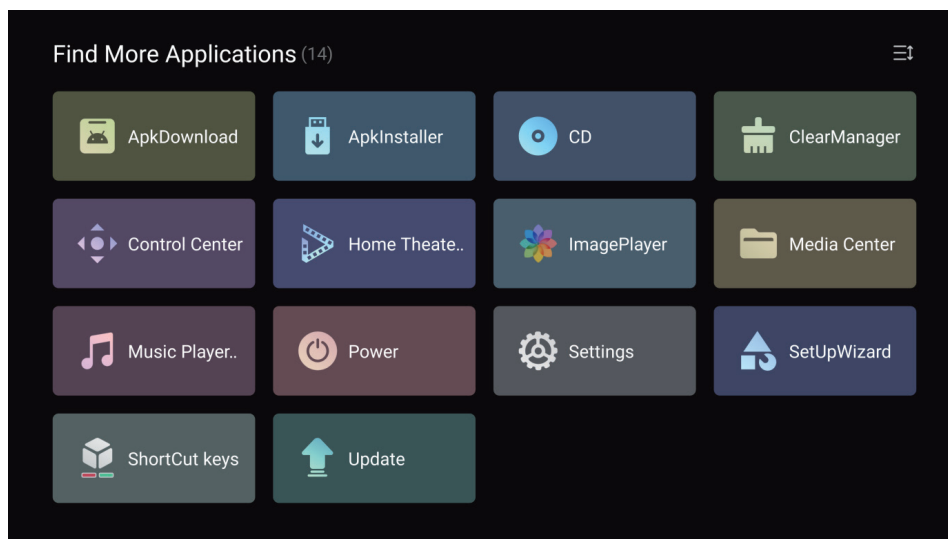 Find More Applications (14)
ApkDownload
ApkInstaller
CD
ClearManager
Control Center
Home Theate..
ImagePlayer
Media Center
Music Player..
Power
Settings
SetUpWizard
ShortCut keys
Update